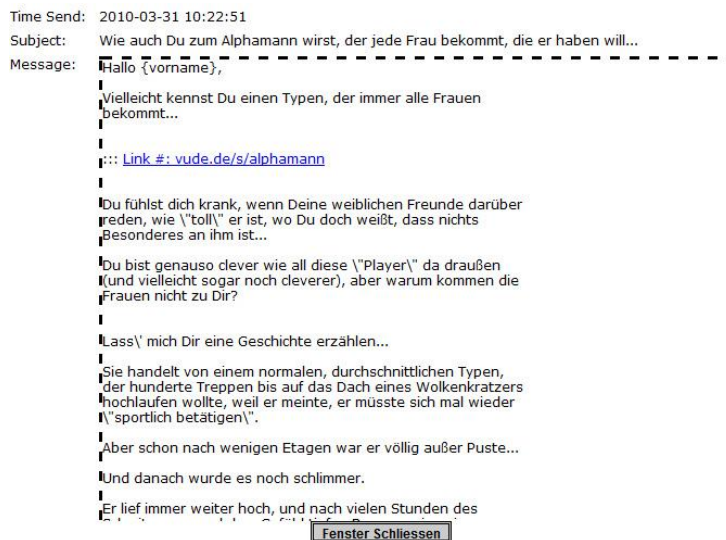 Time Send: 2010-03-31 10:22:51
Subject: Wie auch Du zum Alphamann wirst, der jede Frau bekommt, die er haben will...
Message:
Hallo {vorname},
Vielleicht kennst Du einen Typen, der immer alle Frauen
bekommt...
::: Link #: vude.de/s/alphamann
Du fühlst dich krank, wenn Deine weiblichen Freunde darüber
reden, wie \"toll\" er ist, wo Du doch weißt, dass nichts
Besonderes an ihm ist...
Du bist genauso clever wie all diese \"Player\" da draußen
(und vielleicht sogar noch cleverer), aber warum kommen die
Frauen nicht zu Dir?
Lass\' mich Dir eine Geschichte erzählen...
Sie handelt von einem normalen, durchschnittlichen Typen,
der hunderte Treppen bis auf das Dach eines Wolkenkratzers
hochlaufen wollte, weil er meinte, er müsste sich mal wieder
\"sportlich betätigen\".
Aber schon nach wenigen Etagen war er völlig außer Puste...
Und danach wurde es noch schlimmer.
Er lief immer weiter hoch, und nach vielen Stunden des
Fenster Schliessen